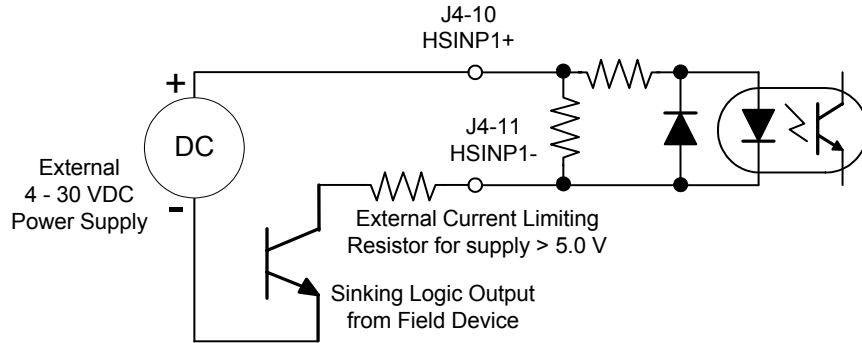 J4-10
HSINP1+
+
DC
J4-11
HSINP1-
External
4 - 30 VDC
Power Supply
-
External Current Limiting
Resistor for supply > 5.0 V
Sinking Logic Output
from Field Device